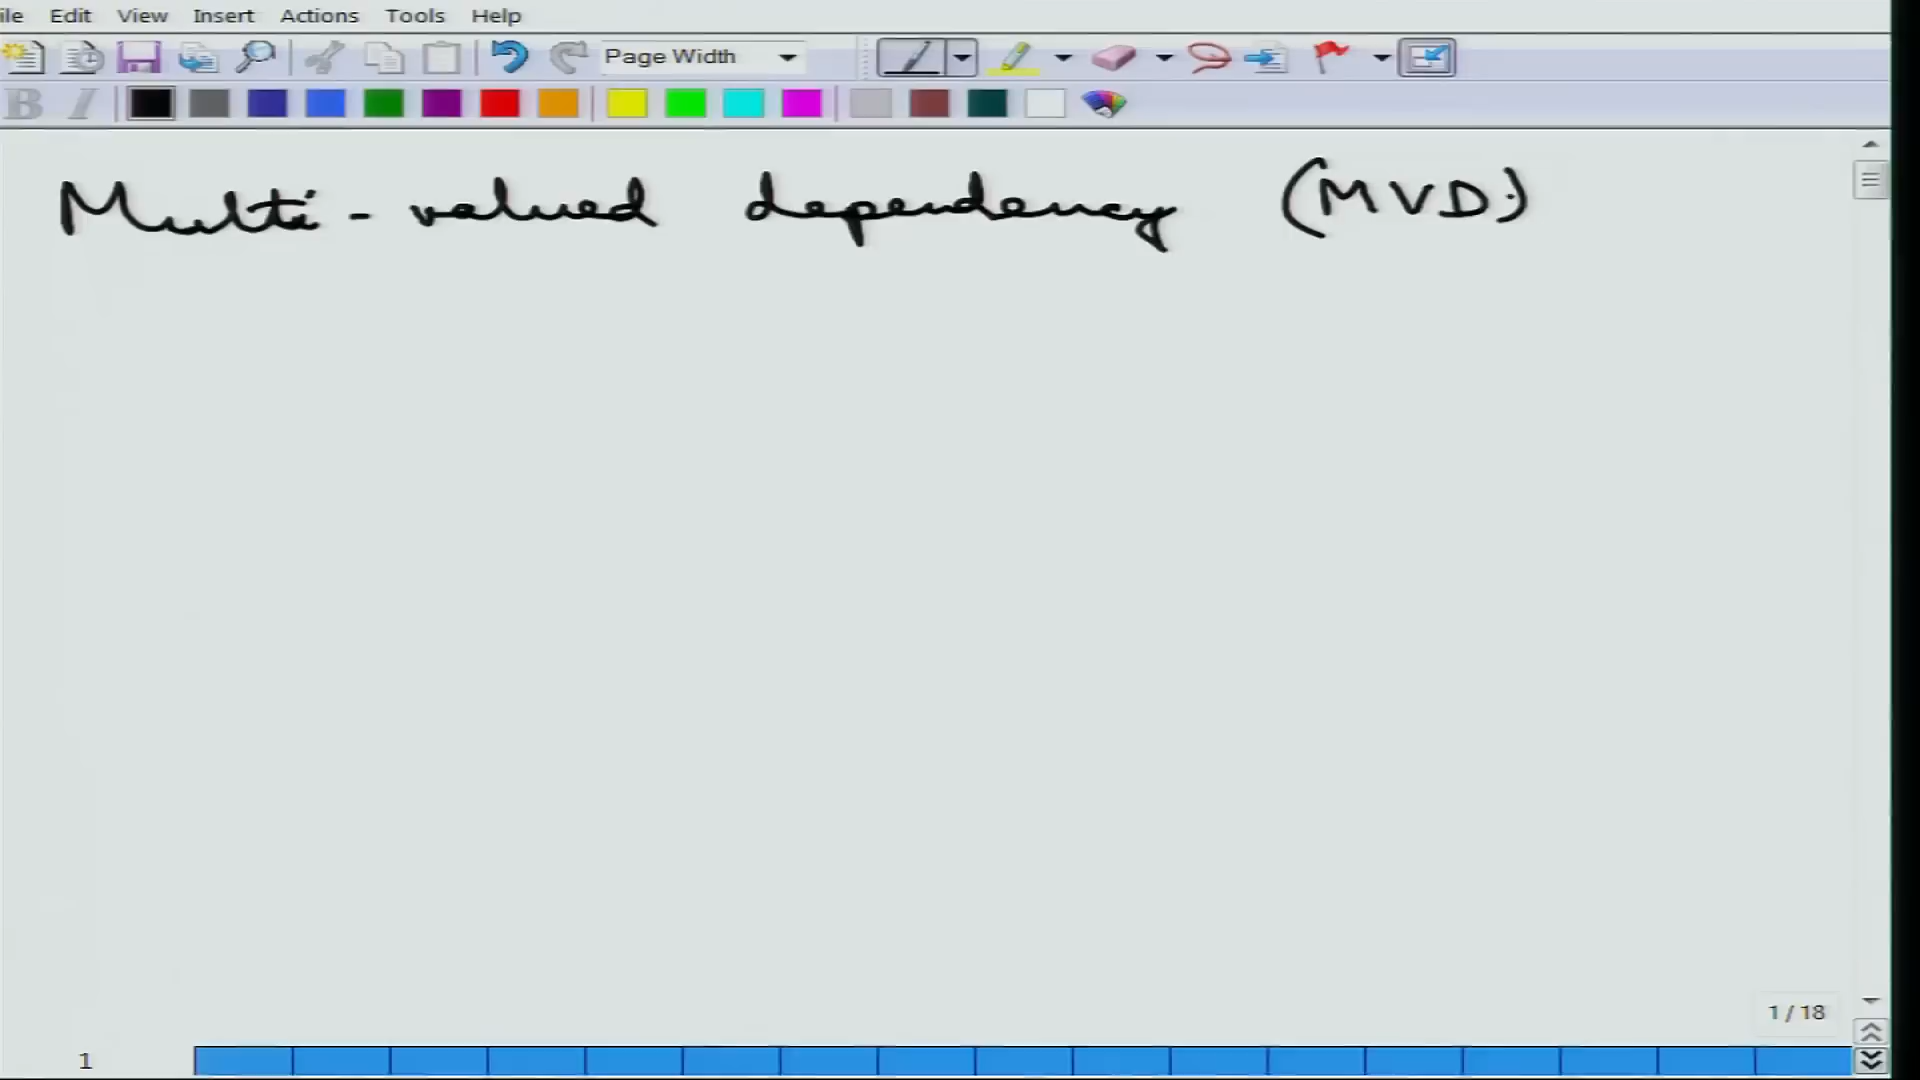 ile Edit View Insert Actions Tools Help
Page Width
B I
Multi-valued dependency (MVD)
1 / 18
1